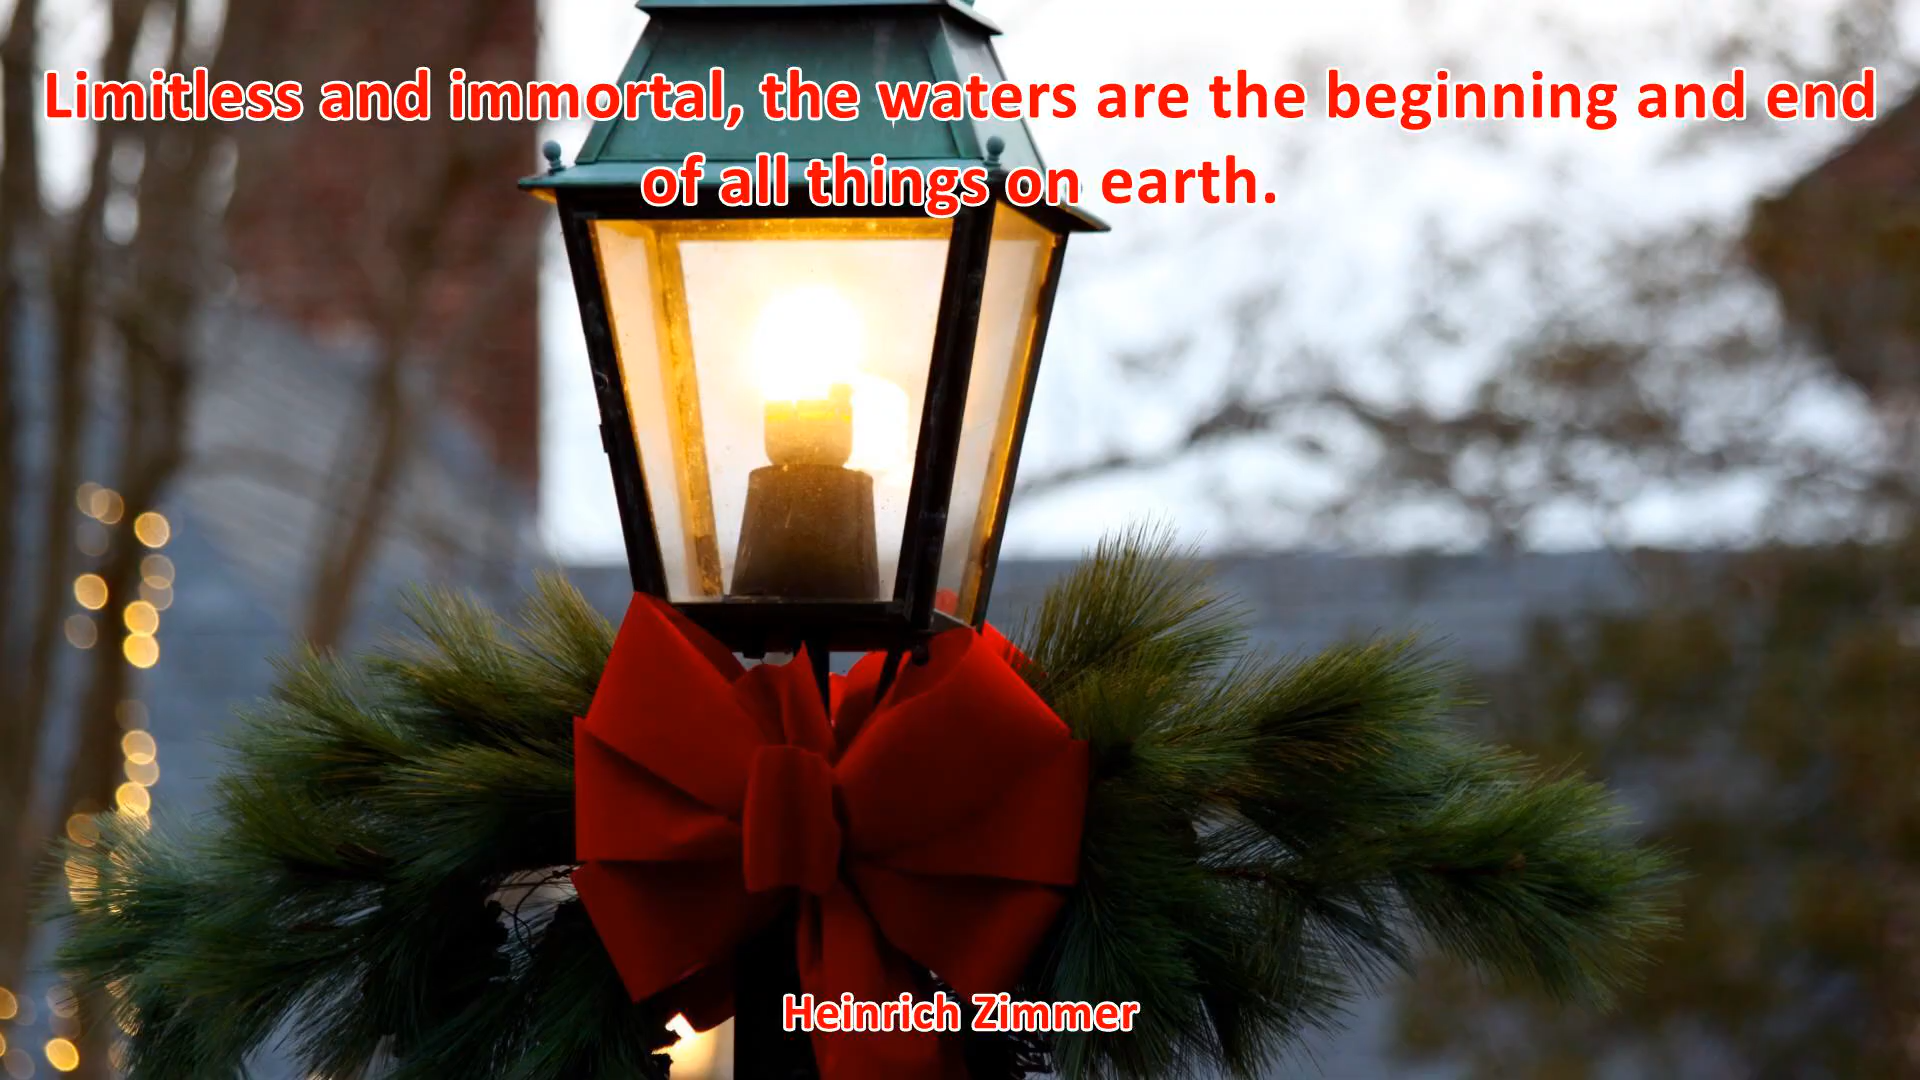 Limitless and immortal, the waters are the beginning and end
of all things on earth.
Heinrich Zimmer